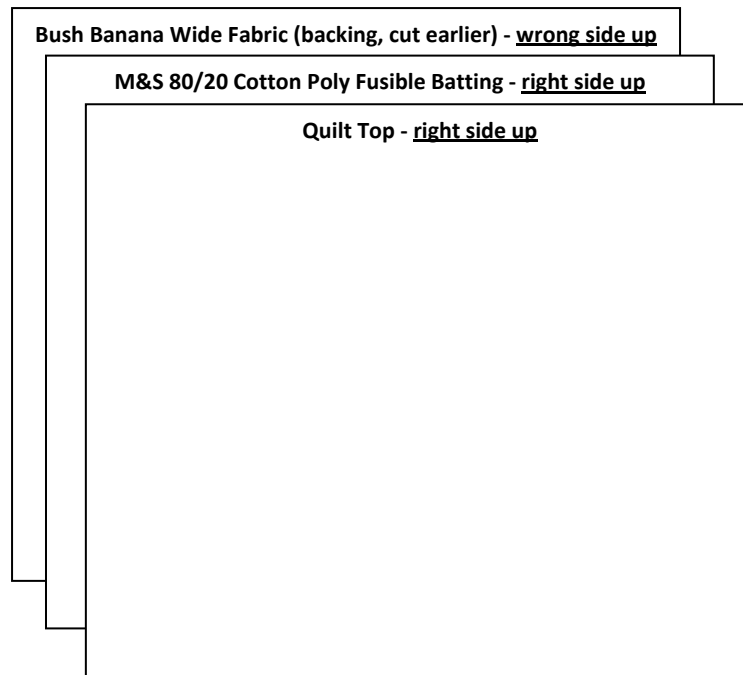 Bush Banana Wide Fabric (backing, cut earlier) - wrong side up
M&S 80/20 Cotton Poly Fusible Batting - right side up
Quilt Top - right side up